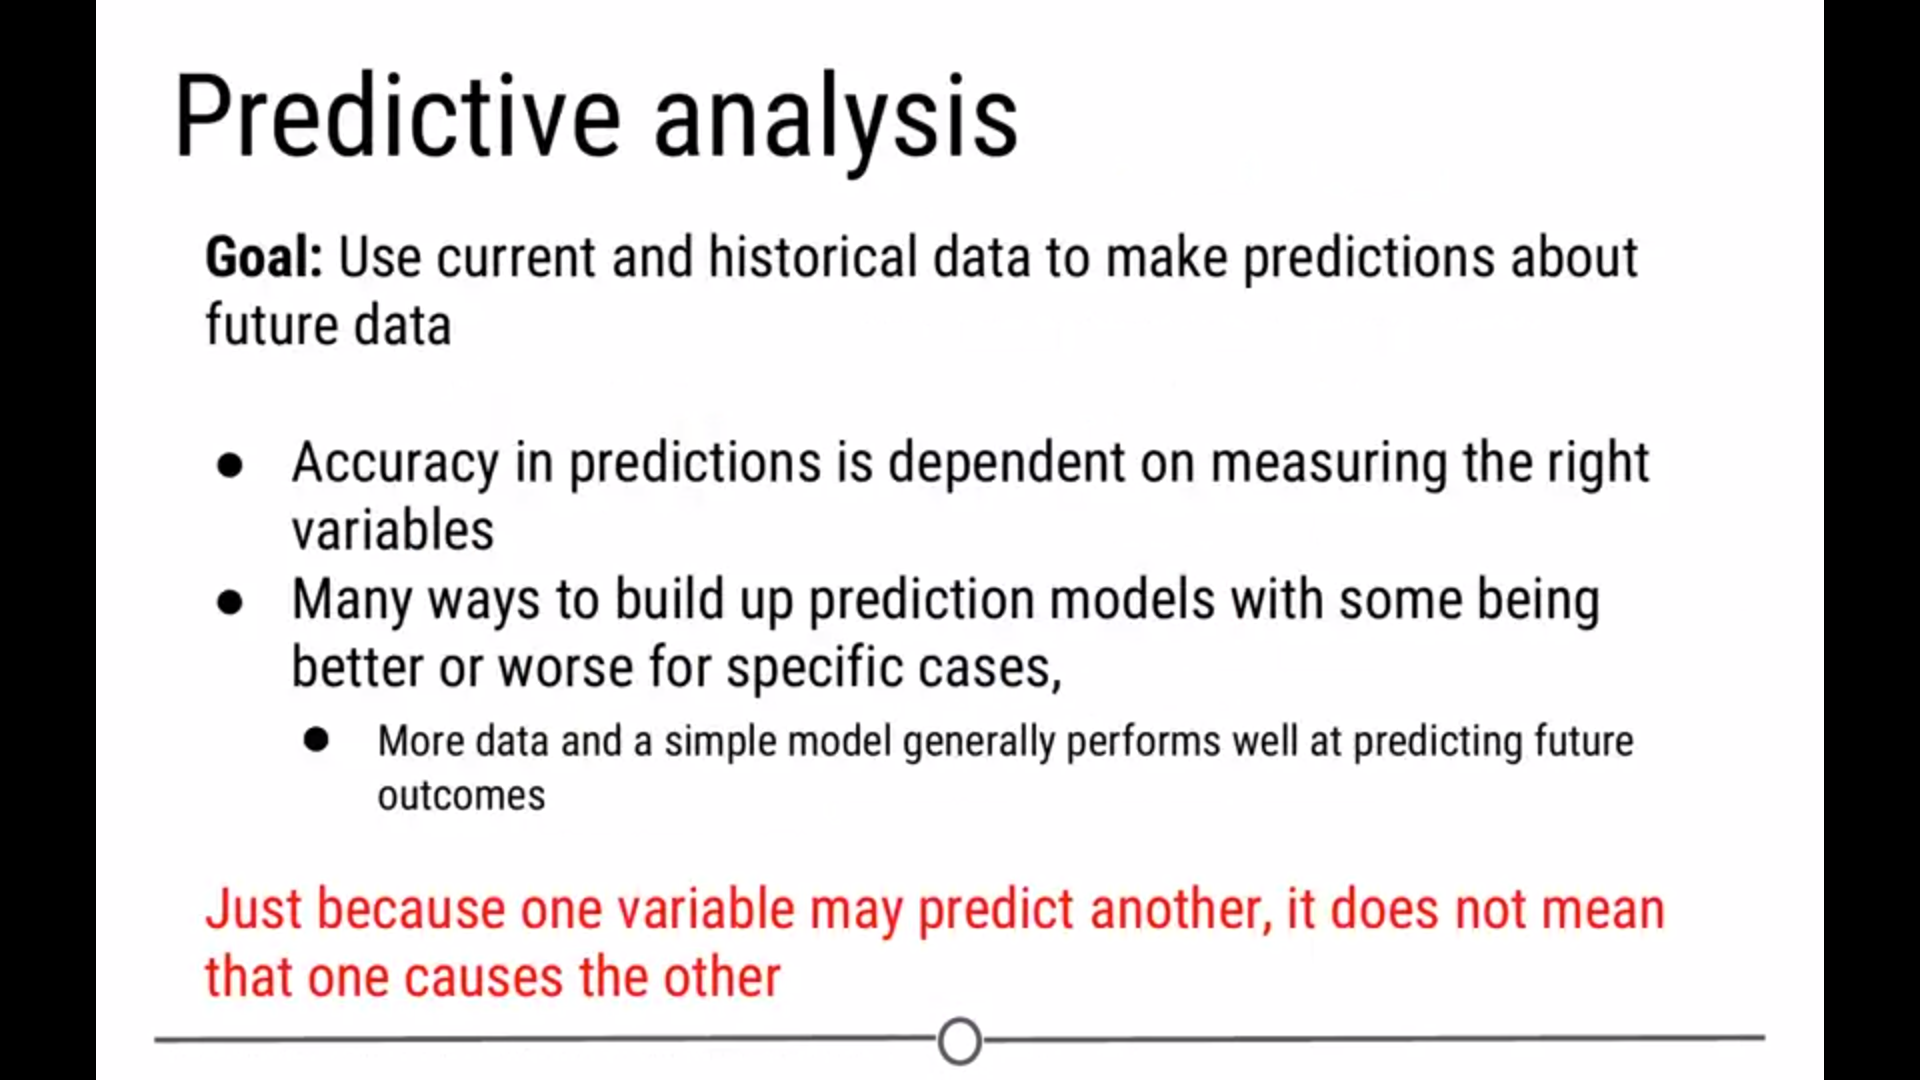 Predictive analysis
Goal: Use current and historical data to make predictions about
future data
● Accuracy in predictions is dependent on measuring the right
variables
● Many ways to build up prediction models with some being
better or worse for specific cases,
● More data and a simple model generally performs well at predicting future
outcomes
Just because one variable may predict another, it does not mean
that one causes the other